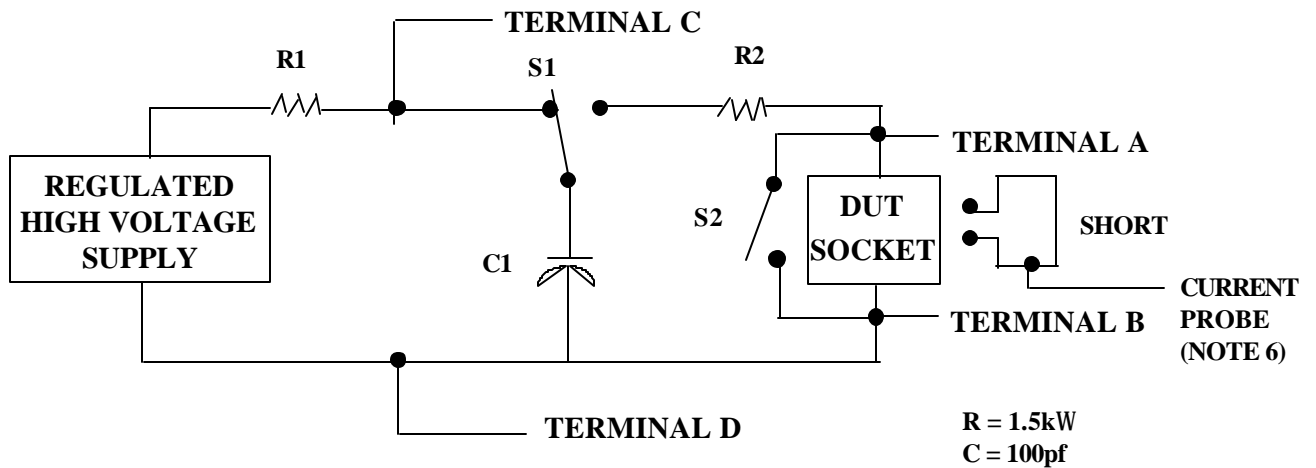 TERMINAL C
R1
S1
R2
TERMINAL A
REGULATED
HIGH VOLTAGE
SUPPLY
S2
DUT
SOCKET
SHORT
C1
CURRENT
PROBE
(NOTE 6)
TERMINAL B
TERMINAL D
R = 1.5kW
C = 100pf